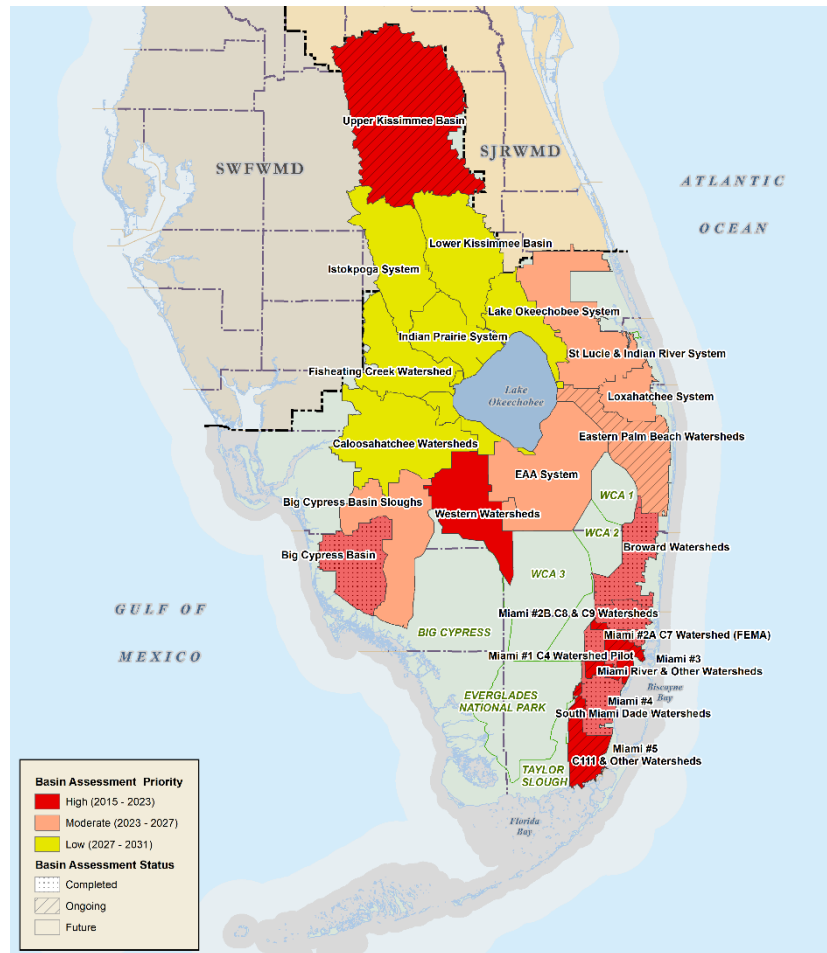 Upper Kissimmee Basin
SWFWMD
SJRWMD
ATLANTIC
OCEAN
Lower Kissimmee Basin
Istokpoga System
Lake Okeechobee System
Indian Prairie System
St Lucie & Indian River System
Fisheating Creek Watershed
Lake
Okeechobee
Loxahatchee System
Eastern Palm Beach Watersheds
Caloosahatchee Watersheds
EAA System
WCA 1
Big Cypress Basin Sloughs
Western Watersheds
WCA 2
Broward Watersheds
Big Cypress Basin
WCA 3
GULF OF
MEXICO
Miami #2B.C8 & C9 Watersheds
BIG CYPRESS
Miami #2A C7 Watershed (FEMA)
Miami #1 C4 Watershed Pilot
Miami #3
Miami River & Other Watersheds
Biscayne
Bay
EVERGLADES
NATIONAL PARK
Miami #4
South Miami Dade Watersheds
Miami #5
C111 & Other Watersheds
TAYLOR
SLOUGH
Florida
Bay
Basin Assessment Priority
High (2015 - 2023)
Moderate (2023 - 2027)
Low (2027 - 2031)
Basin Assessment Status
Completed
Ongoing
Future